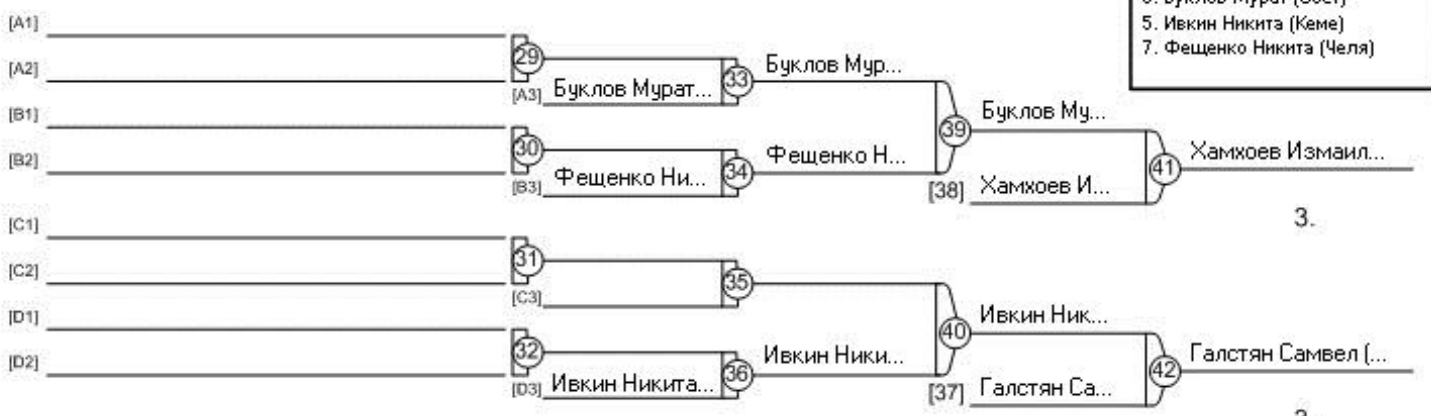 5. Ивкин Никита (Кеме)
7. Фещенко Никита (Челя)
[A1]
[A2]
29
[A3] Буклов Мурат...
33
Буклов Мур...
[B1]
[B2]
30
[B3] Фещенко Ни...
34
Фещенко Н...
39
Буклов Му...
[38] Хамхоев И...
41
Хамхоев Измаил...
3.
[C1]
[C2]
31
[C3]
35
[D1]
[D2]
32
[D3] Ивкин Никита...
36
Ивкин Ники...
40
Ивкин Ник...
[37] Галстян Са...
42
Галстян Самвел (...